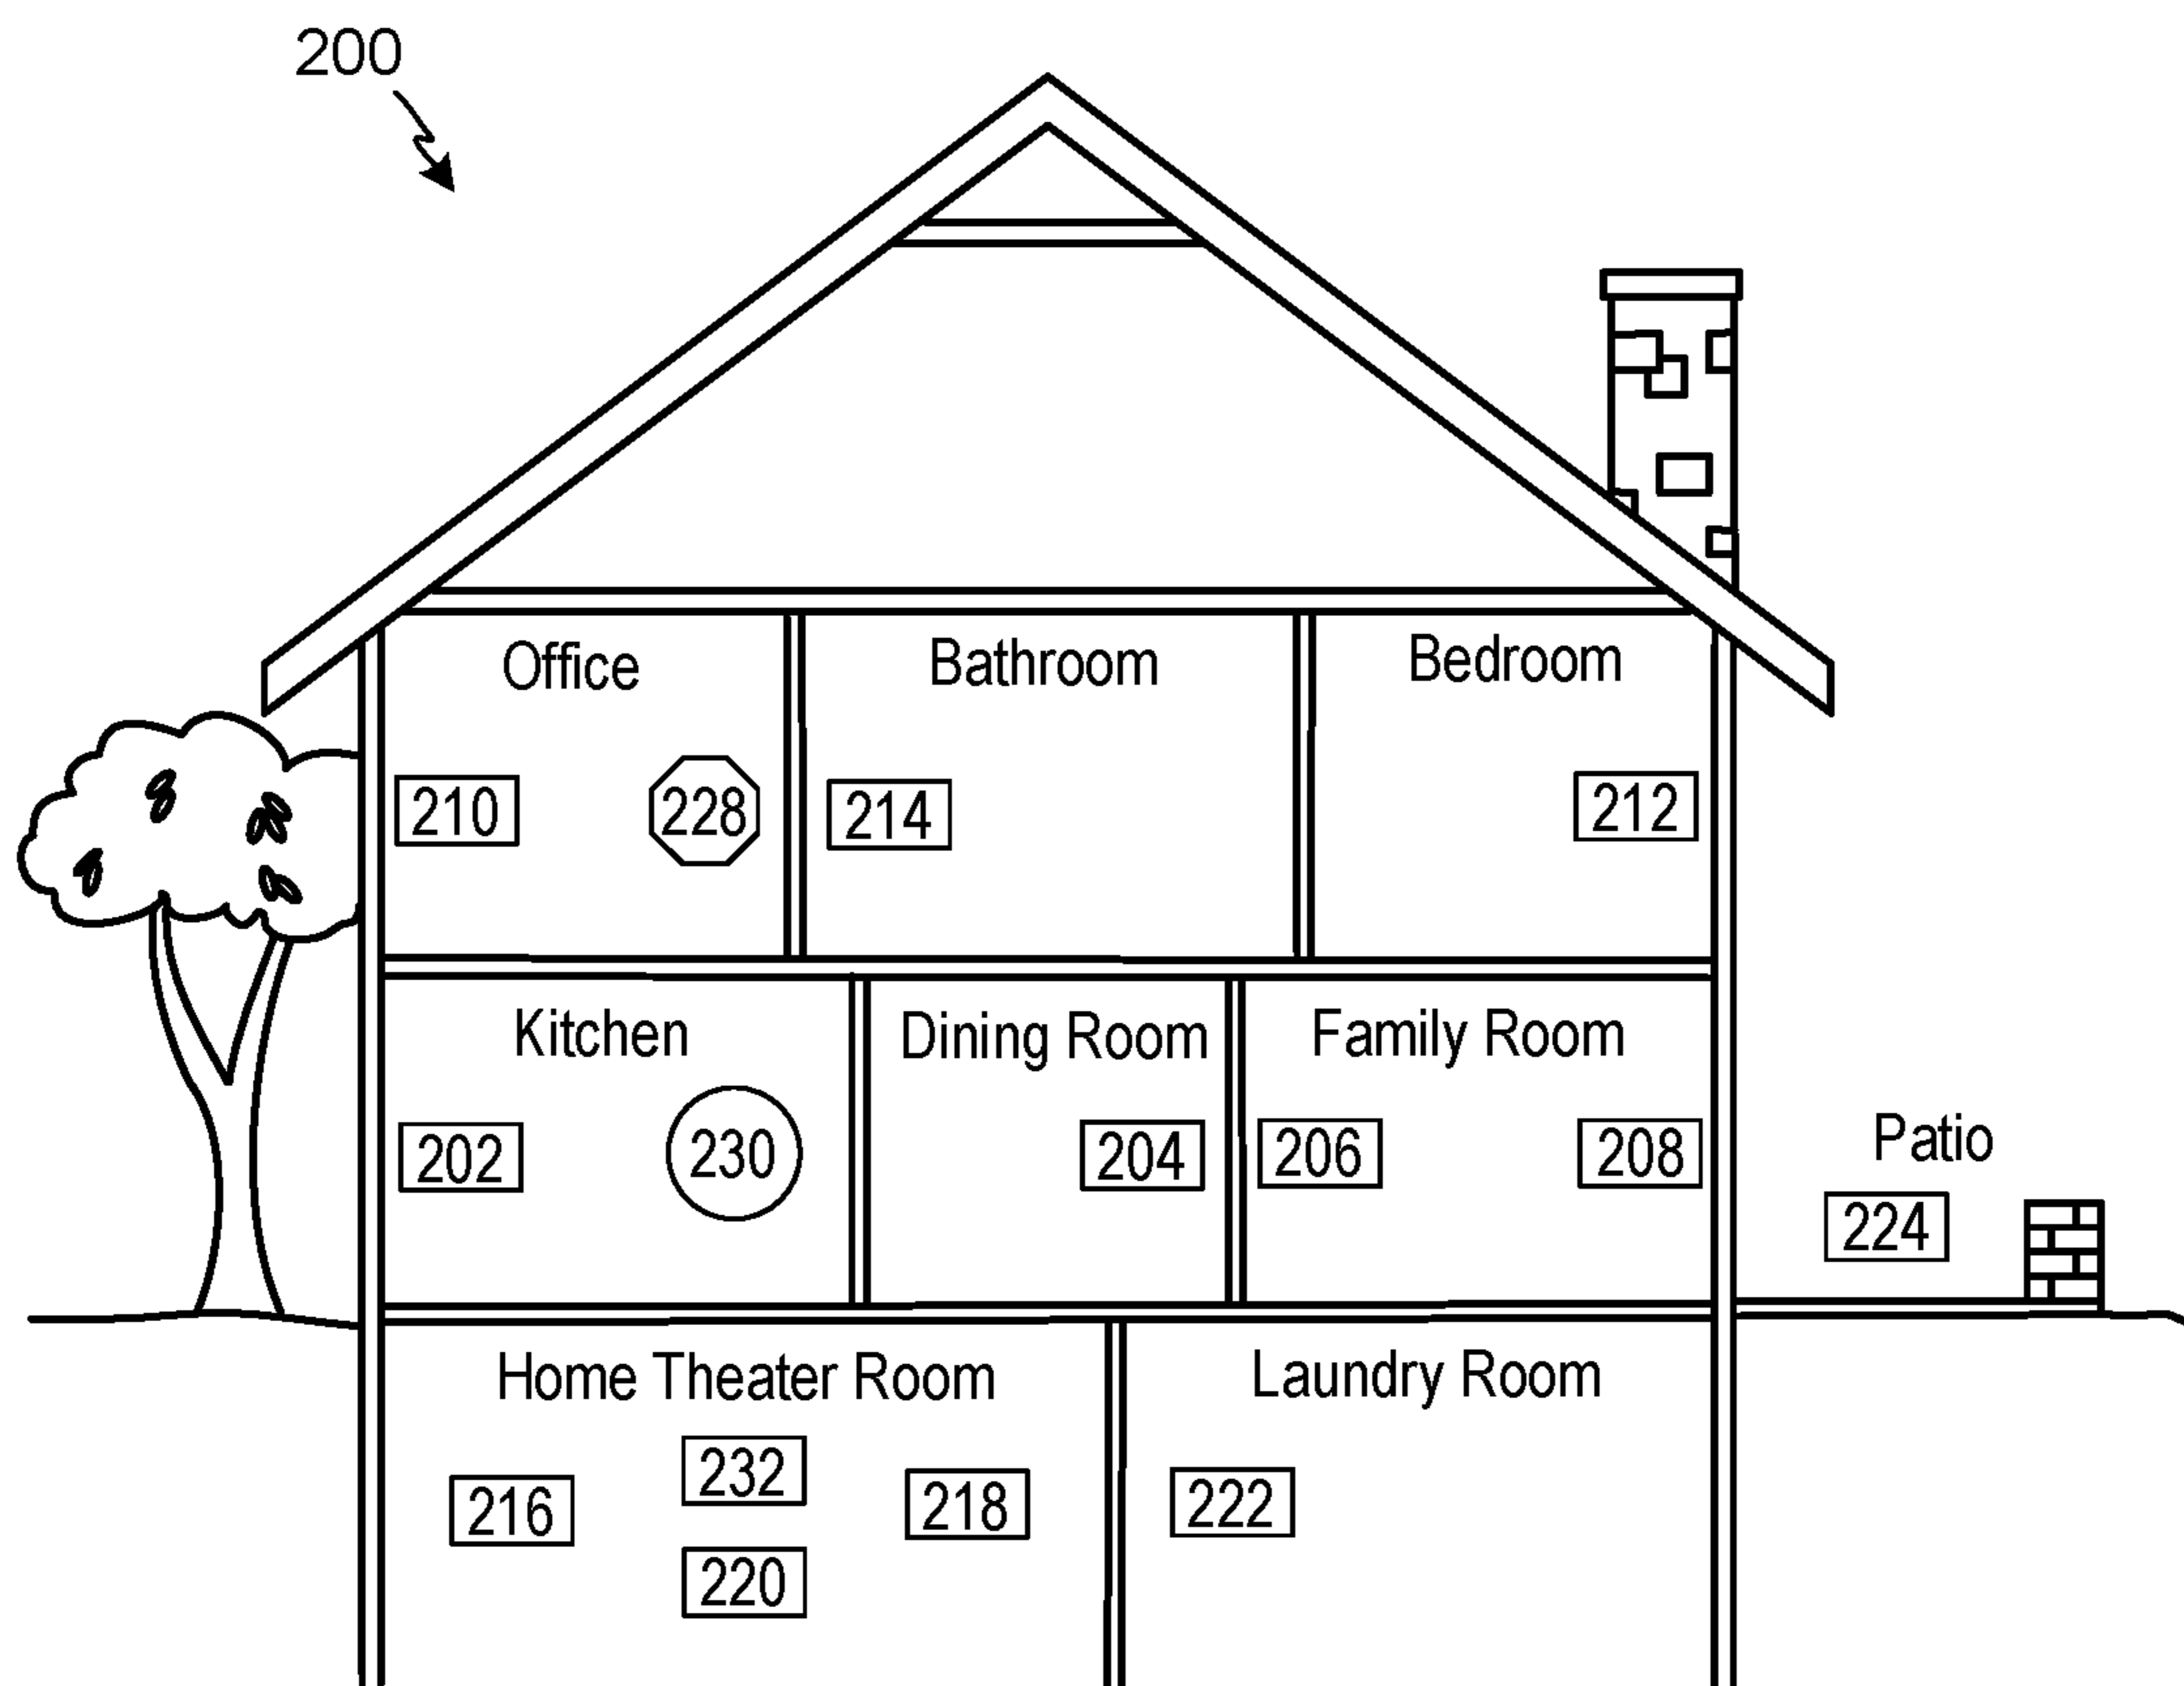 200
Office
Bathroom
Bedroom
210
228
214
212
Kitchen
Dining Room
Family Room
202
230
204
206
208
Patio
224
Home Theater Room
Laundry Room
232
216
218
222
220